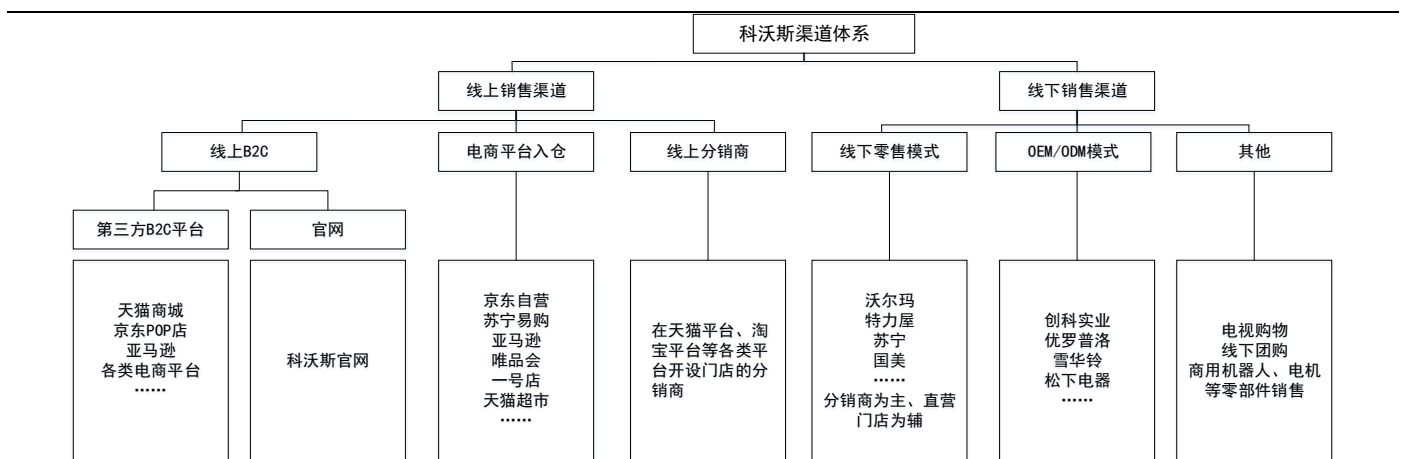 科沃斯渠道体系
线上销售渠道
线下销售渠道
线上B2C
电商平台入仓
线上分销商
线下零售模式
OEM/ODM模式
其他
第三方B2C平台
官网
天猫商城
京东POP店
亚马逊
各类电商平台
……
科沃斯官网
京东自营
苏宁易购
亚马逊
唯品会
一号店
天猫超市
……
在天猫平台、淘
宝平台等各类平
台开设门店的分
销商
沃尔玛
特力屋
苏宁
国美
……
分销商为主、直营
门店为辅
创科实业
优罗普洛
雪华铃
松下电器
……
电视购物
线下团购
商用机器人、电机
等零部件销售